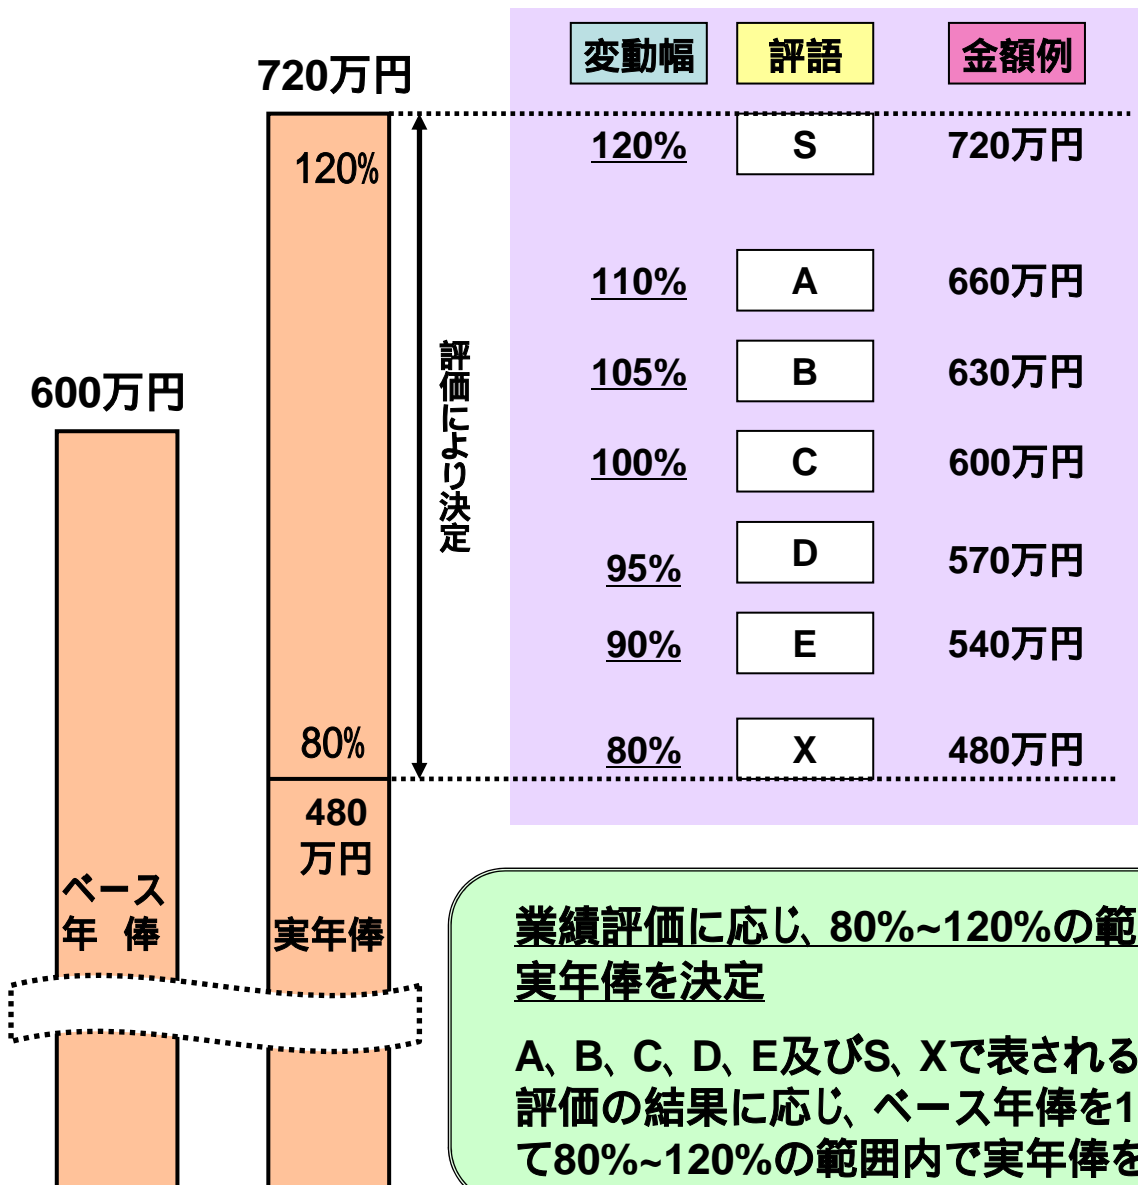 変動幅 評語 金額例
720万円
120% S 720万円
120%
110% A 660万円
105% B 630万円
評価により決定
600万円
100% C 600万円
95% D 570万円
90% E 540万円
80% X 480万円
80%
480
万円
ベース
年 俸
実年俸
業績評価に応じ、80%~120%の範
実年俸を決定
A、B、C、D、E及びS、Xで表される
評価の結果に応じ、ベース年俸を1
て80%~120%の範囲内で実年俸を